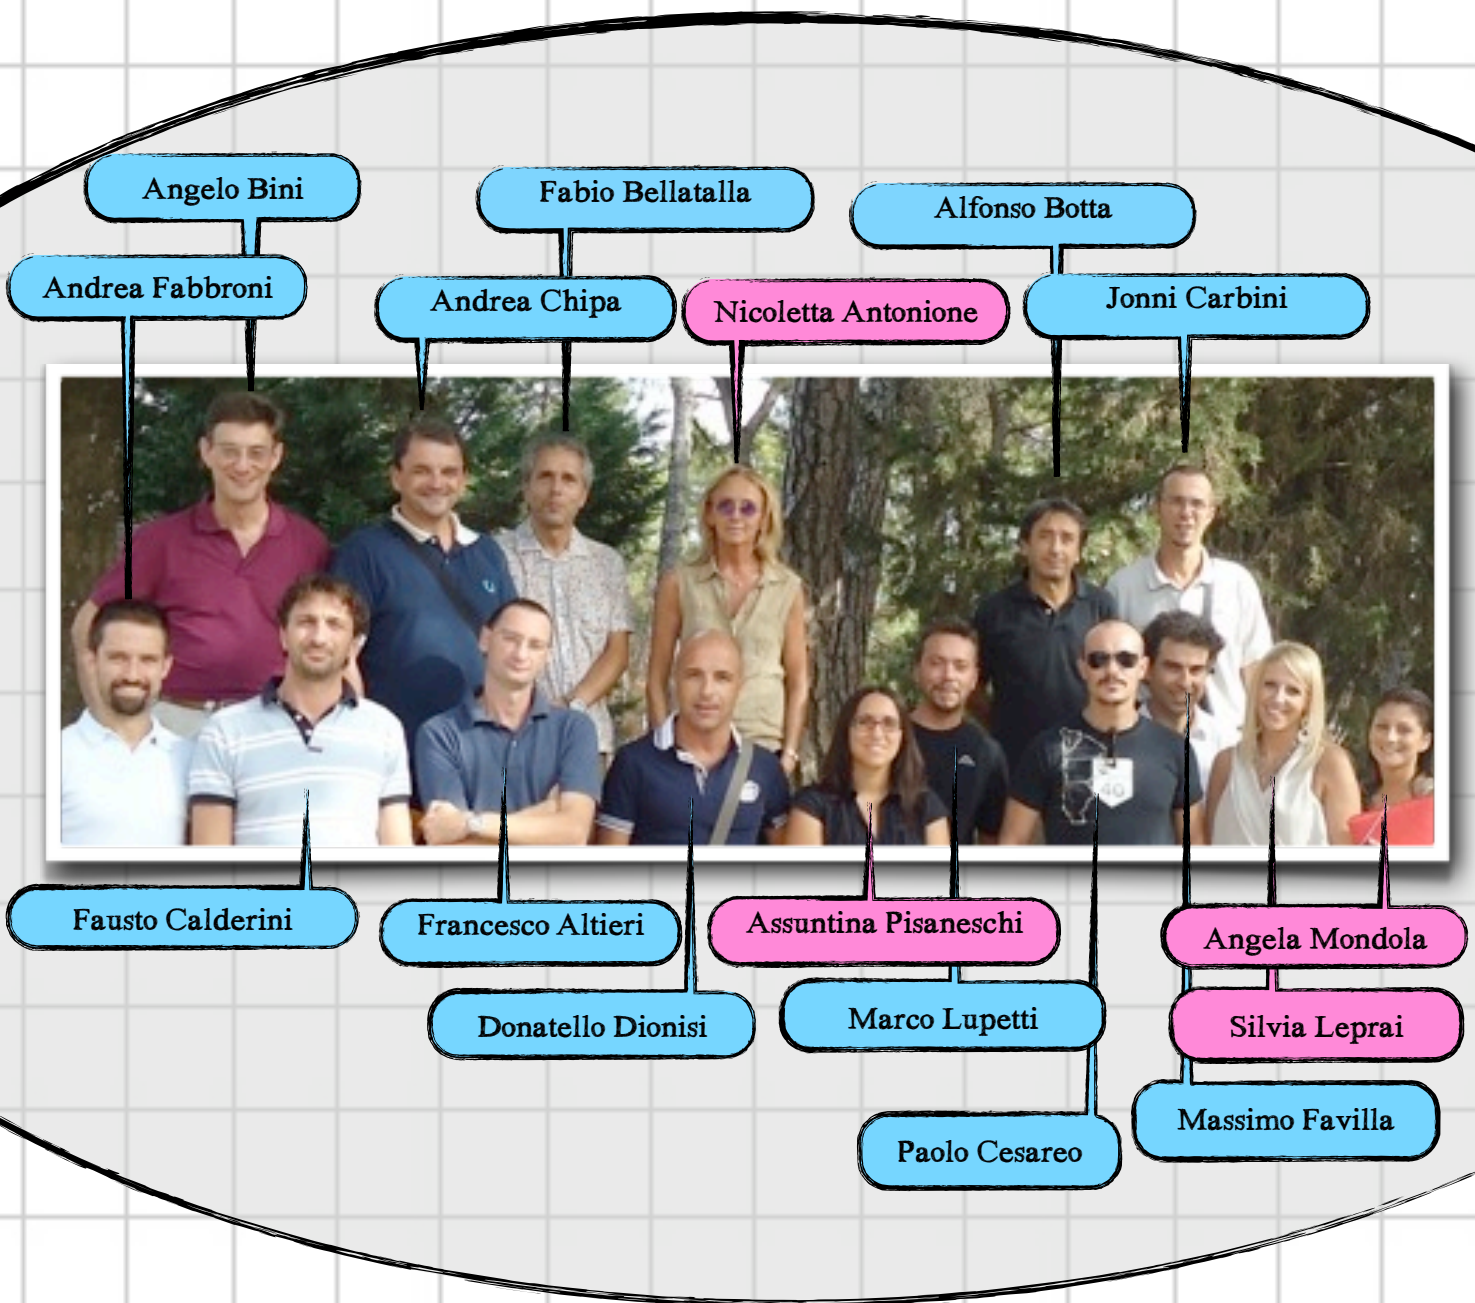 Angelo Bini
Fabio Bellatalla
Alfonso Botta
Andrea Fabbroni
Andrea Chipa
Nicoletta Antonione
Jonni Carbini
40
Fausto Calderini
Francesco Altieri
Assuntina Pisaneschi
Angela Mondola
Donatello Dionisi
Marco Lupetti
Silvia Leprai
Paolo Cesareo
Massimo Favilla